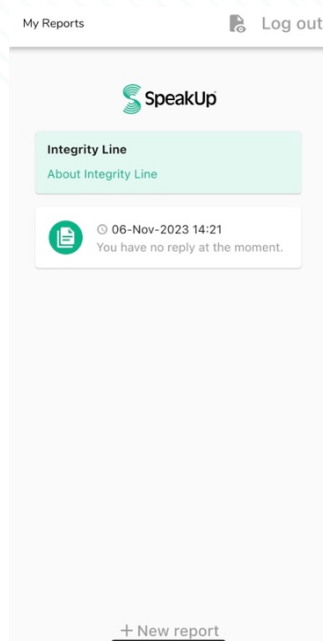 My Reports
Log out
SpeakUp
Integrity Line
About Integrity Line
06-Nov-2023 14:21
You have no reply at the moment.
+ New report